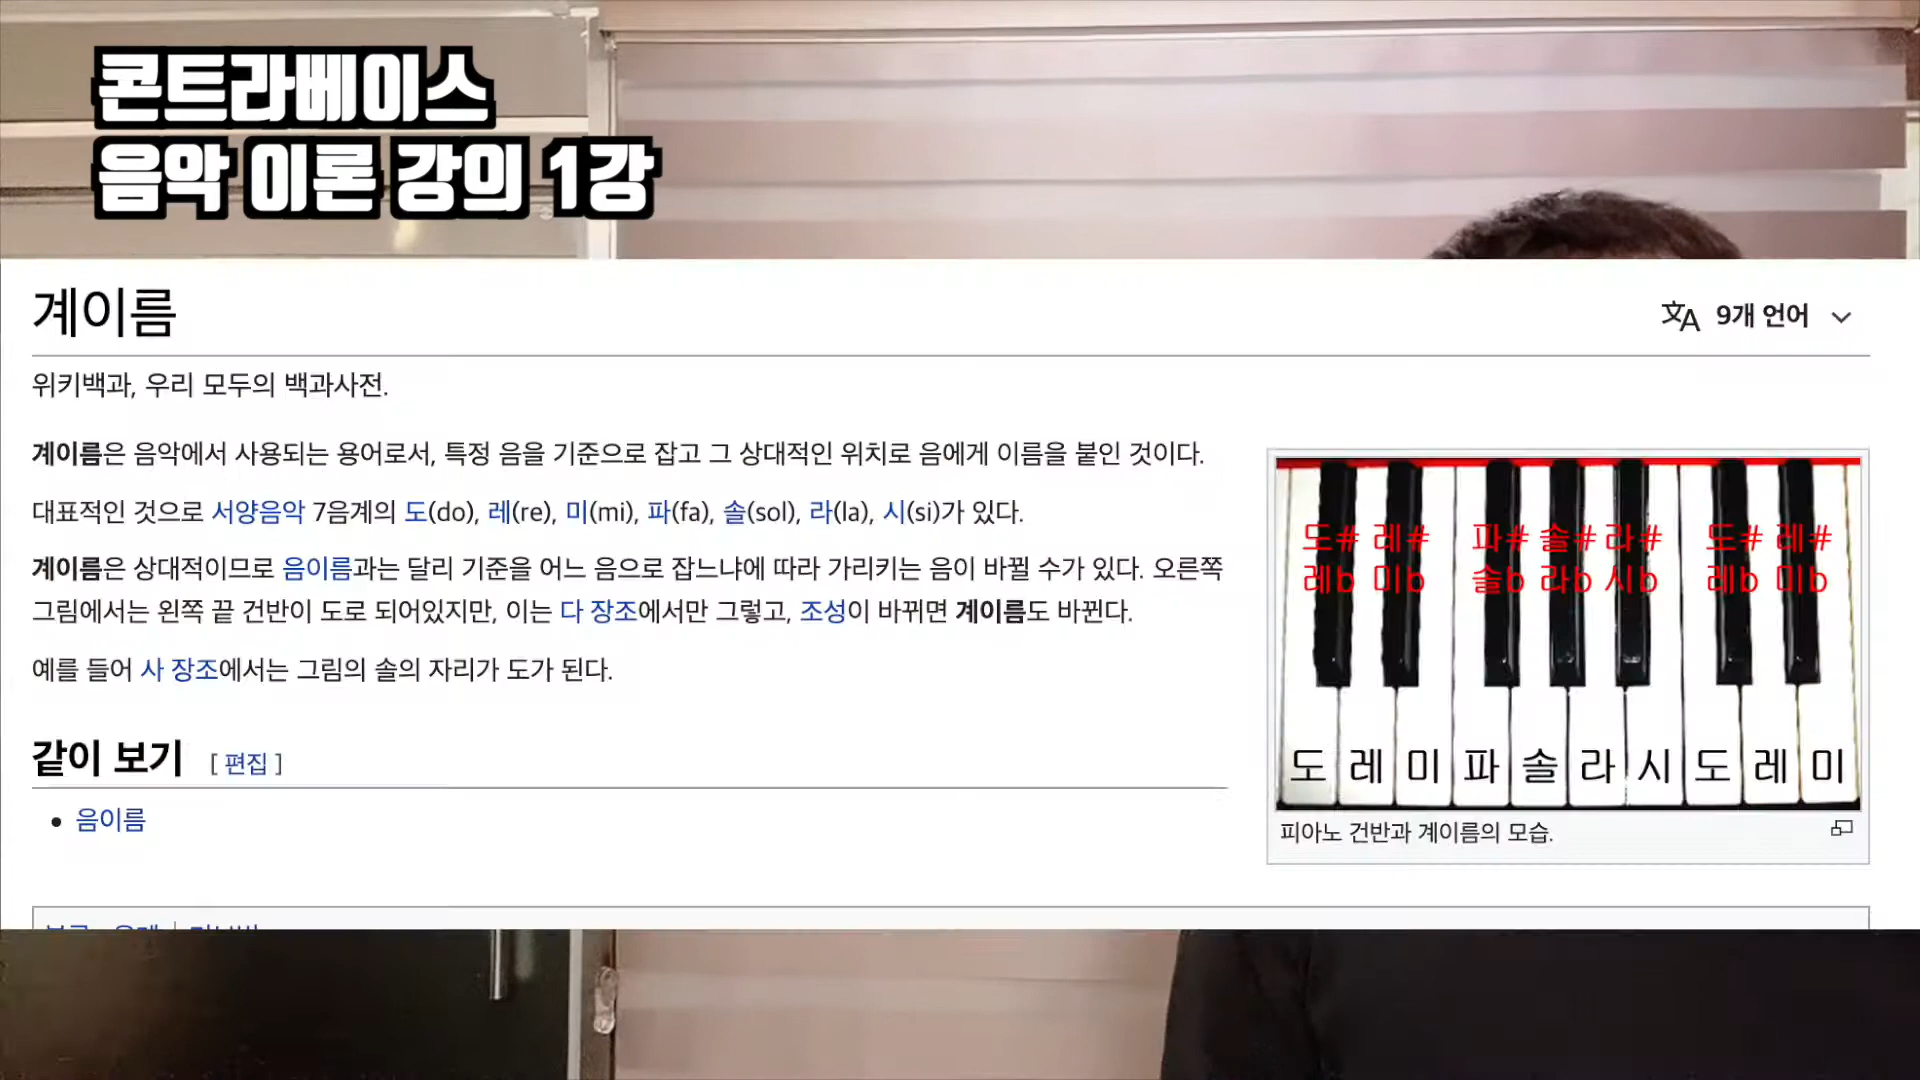 콘트라베이스
음악 이론 강의 1강
계이름
9개 언어
위키백과, 우리 모두의 백과사전.
계이름은 음악에서 사용되는 용어로서, 특정 음을 기준으로 잡고 그 상대적인 위치로 음에게 이름을 붙인 것이다.
대표적인 것으로 서양음악 7음계의 도(do), 레(re), 미(mi), 파(fa), 솔(sol), 라(la), 시(si)가 있다.
계이름은 상대적이므로 음이름과는 달리 기준을 어느 음으로 잡느냐에 따라 가리키는 음이 바뀔 수가 있다. 오른쪽
그림에서는 왼쪽 끝 건반이 도로 되어있지만, 이는 다 장조에서만 그렇고, 조성이 바뀌면 계이름도 바뀐다.
예를 들어 사 장조에서는 그림의 솔의 자리가 도가 된다.
같이 보기 [ 편집 ]
• 음이름
도# 레# 파# 솔# 라# 도# 레#
레b 미b 솔b 라b 시b 레b 미b
도 레 미 파 솔 라 시 도 레 미
피아노 건반과 계이름의 모습.